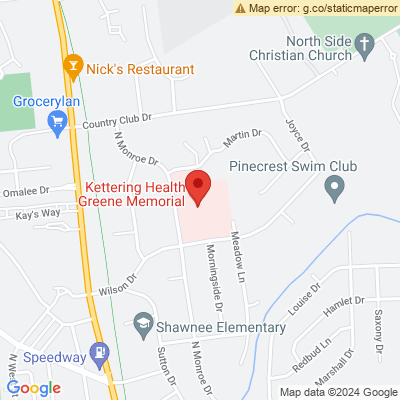 Map error: g.co/staticmaperror
North Side
Christian Church
Nick's Restaurant
Grocerylan
Country Club Dr
Martin Dr
Joyce Dr
N Monroe Dr
Pinecrest Swim Club
Kettering Health
Greene Memorial
Omalee Dr
Kay's Way
Meadow Ln
Morningside Dr
Wilson Dr
Louise Dr
Hamlet Dr
Shawnee Elementary
Saxony Dr
Redbud Ln
Speedway
Sutton Dr
N Monroe Dr
Marshall Dr
N West
Google
Map data ©2024 Google